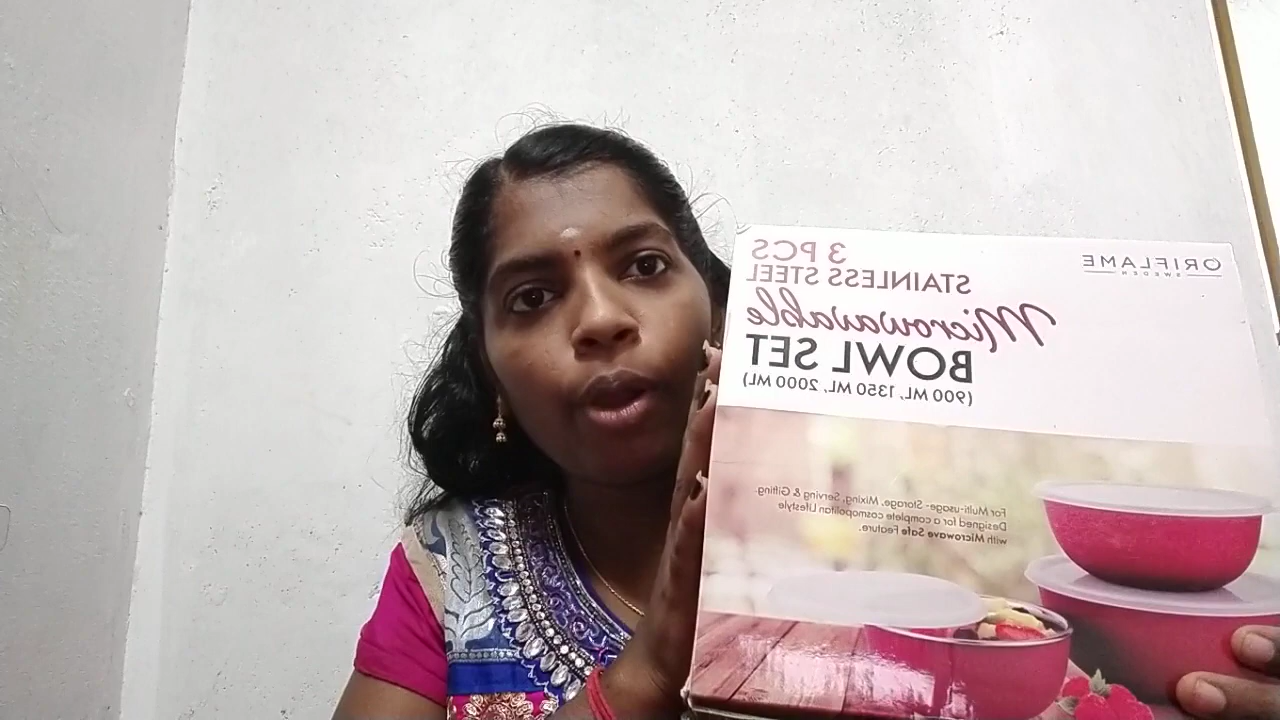 ORIFLAME
SWEDEN
3 PCS
STAINLESS STEEL
Microwavable
BOWL SET
(900 ML, 1350 ML, 2000 ML)
For Multi-usage- Storage, Mixing, Serving & Gifting.
Designed for a complete cosmopolitan Lifestyle
with Microwave Safe Feature.